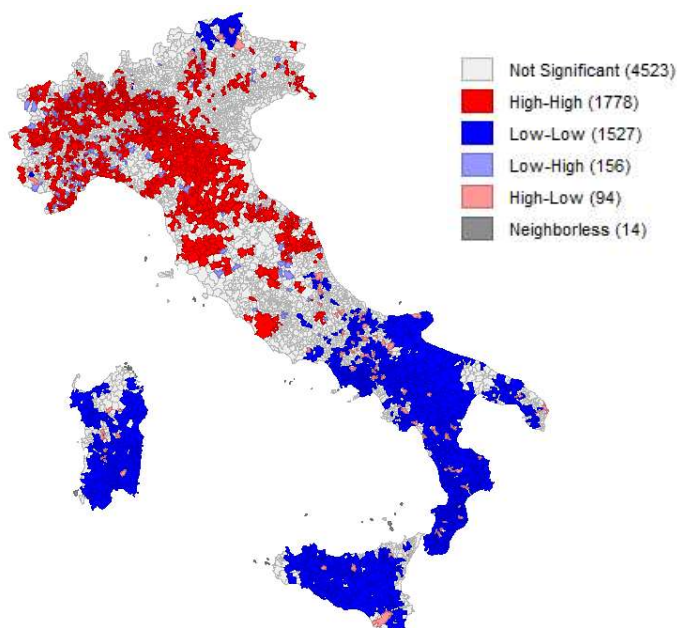 Not Significant (4523)
High-High (1778)
Low-Low (1527)
Low-High (156)
High-Low (94)
Neighborless (14)